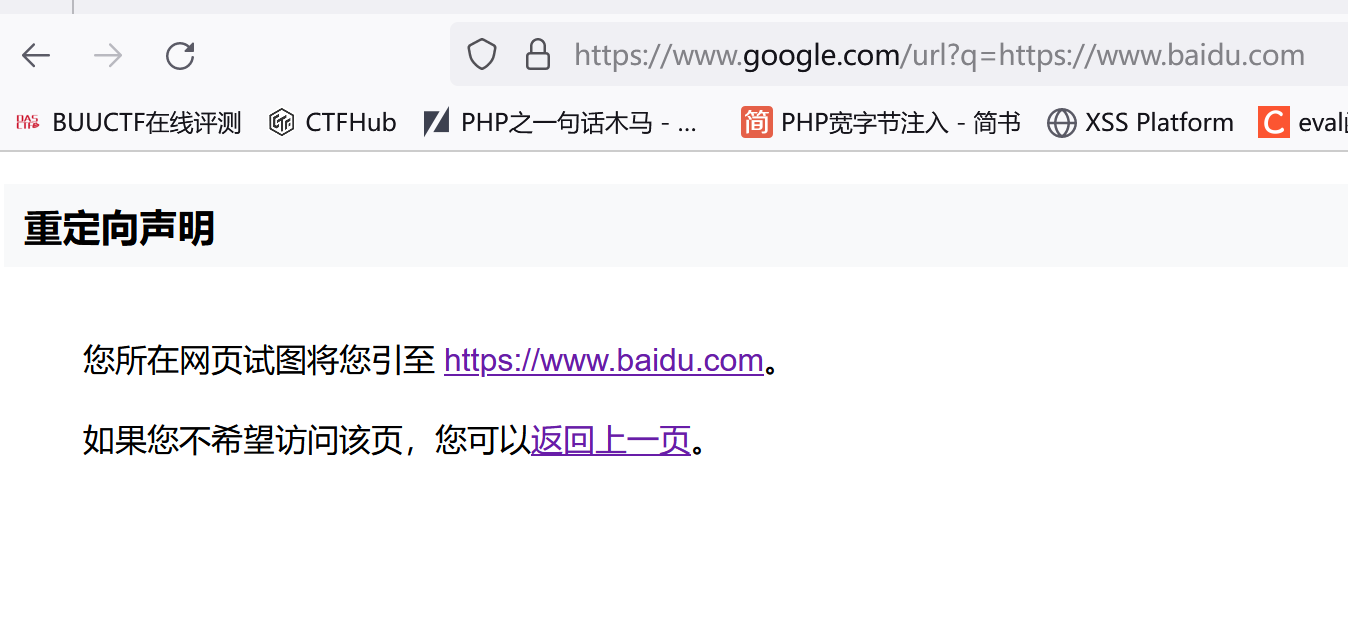 https://www.google.com/url?q=https://www.baidu.com
BUUCTF在线评测 CTFHub PHP之一句话木马 - ... 简 PHP宽字节注入 - 简书 XSS Platform C eval
重定向声明
您所在网页试图将您引至 https://www.baidu.com。
如果您不希望访问该页，您可以返回上一页。